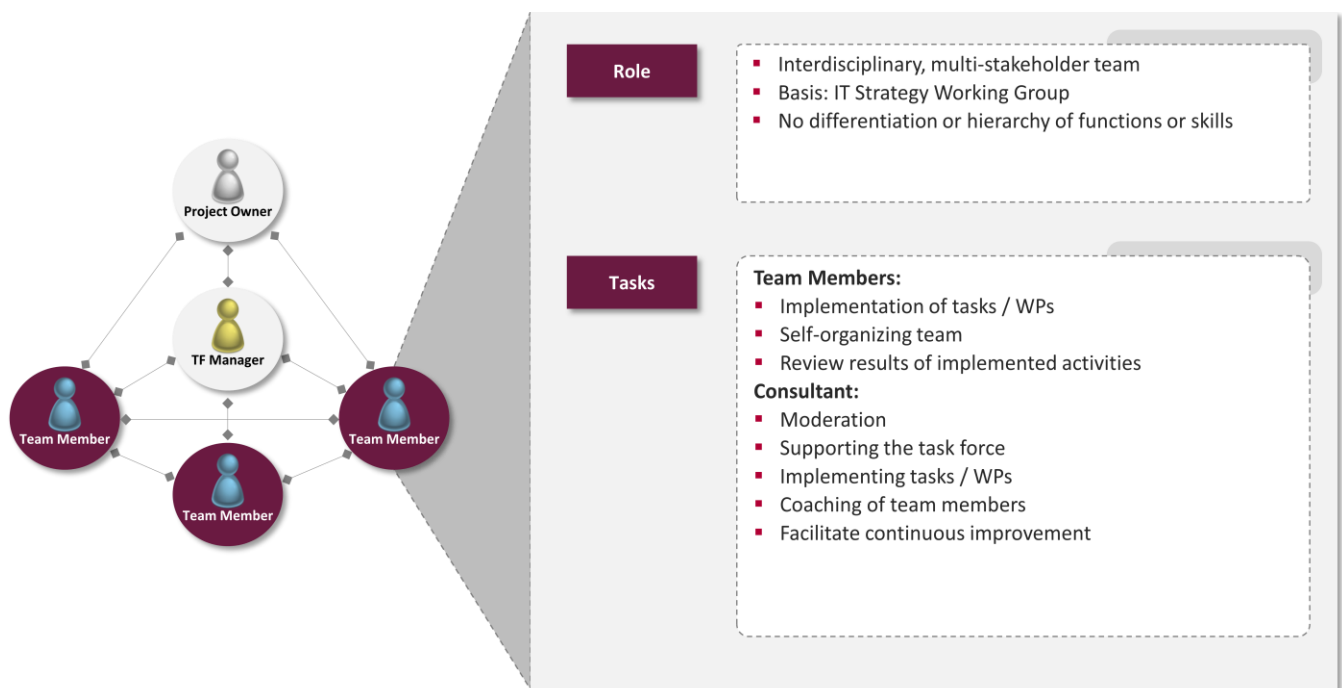 Project Owner
TF Manager
Team Member
Team Member
Team Member
Role
Interdisciplinary, multi-stakeholder team
Basis: IT Strategy Working Group
No differentiation or hierarchy of functions or skills
Tasks
Team Members:
Implementation of tasks / WPs
Self-organizing team
Review results of implemented activities
Consultant:
Moderation
Supporting the task force
Implementing tasks / WPs
Coaching of team members
Facilitate continuous improvement